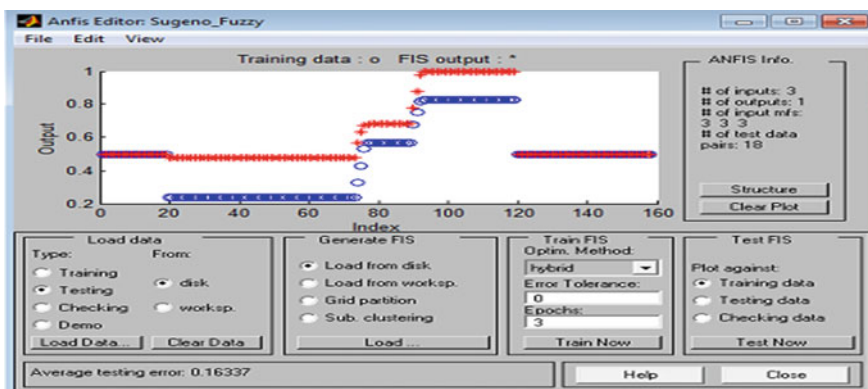 Anfis Editor: Sugeno_Fuzzy
File Edit View
Training data : o FIS output : *
1
0.8
0.6
0.4
0.2
Output
0 20 40 60 80 100 120 140 160
Index
ANFIS Info.
# of inputs: 3
# of outputs: 1
# of input mfs:
3 3 3
# of test data
pairs: 18
Structure
Clear Plot
Load data
Type: From:
Training
Testing
Checking
Demo
disk
worksp.
Load Data... Clear Data
Generate FIS
Load from disk
Load from worksp.
Grid partition
Sub. clustering
Load ...
Train FIS
Optim. Method:
hybrid
Error Tolerance:
0
Epochs:
3
Train Now
Test FIS
Plot against:
Training data
Testing data
Checking data
Test Now
Average testing error: 0.16337
Help Close